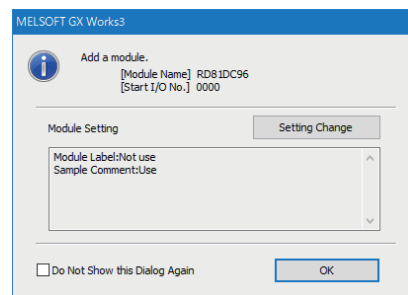 MELSOFT GX Works3
Add a module.
[Module Name] RD81DC96
[Start I/O No.] 0000
Module Setting
Setting Change
Module Label:Not use
Sample Comment:Use
Do Not Show this Dialog Again
OK